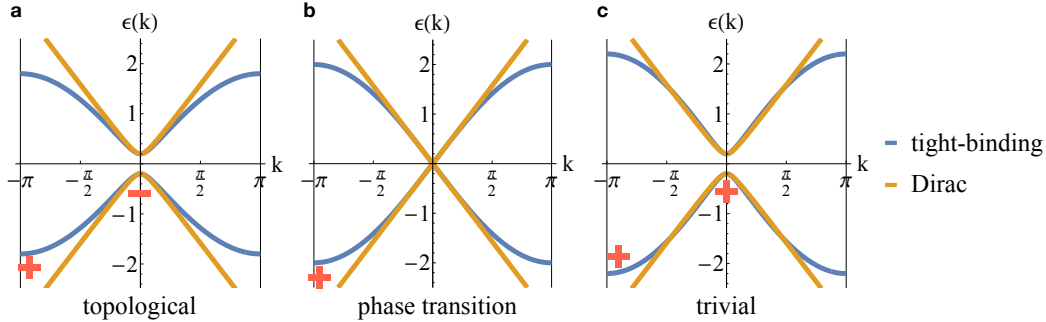 a
b
c
ϵ(k)
ϵ(k)
ϵ(k)
2
1
−1
−2
−π
−π/2
π/2
π
k
2
1
−1
−2
−π
−π/2
π/2
π
k
2
1
−1
−2
−π
−π/2
π/2
π
k
tight-binding
Dirac
topological
phase transition
trivial